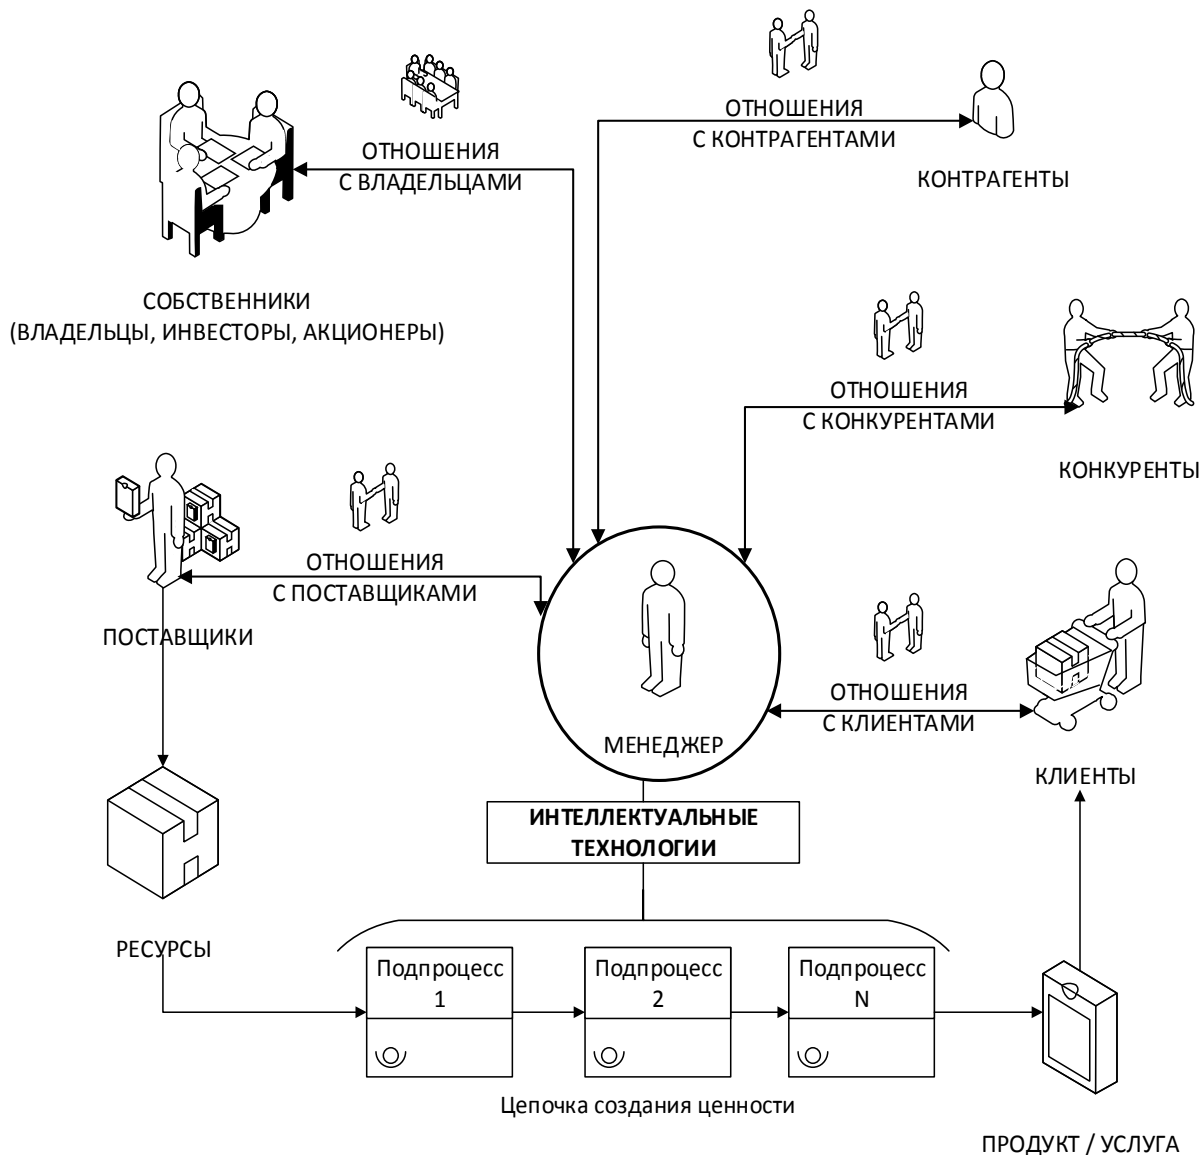 ОТНОШЕНИЯ
С КОНТРАГЕНТАМИ
ОТНОШЕНИЯ
С ВЛАДЕЛЬЦАМИ
КОНТРАГЕНТЫ
СОБСТВЕННИКИ
(ВЛАДЕЛЬЦЫ, ИНВЕСТОРЫ, АКЦИОНЕРЫ)
ОТНОШЕНИЯ
С КОНКУРЕНТАМИ
КОНКУРЕНТЫ
ОТНОШЕНИЯ
С ПОСТАВЩИКАМИ
ПОСТАВЩИКИ
ОТНОШЕНИЯ
С КЛИЕНТАМИ
МЕНЕДЖЕР
КЛИЕНТЫ
ИНТЕЛЛЕКТУАЛЬНЫЕ
ТЕХНОЛОГИИ
РЕСУРСЫ
Подпроцесс
1
Подпроцесс
2
Подпроцесс
N
Цепочка создания ценности
ПРОДУКТ / УСЛУГА